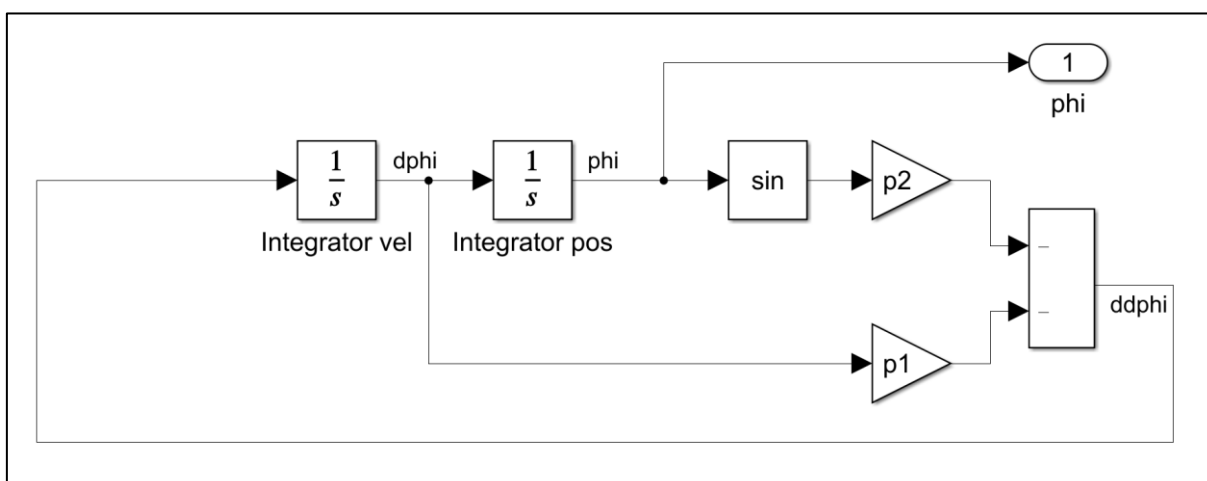 1
phi
1
s
dphi
1
s
phi
sin
p2
Integrator vel
Integrator pos
−
−
ddphi
p1